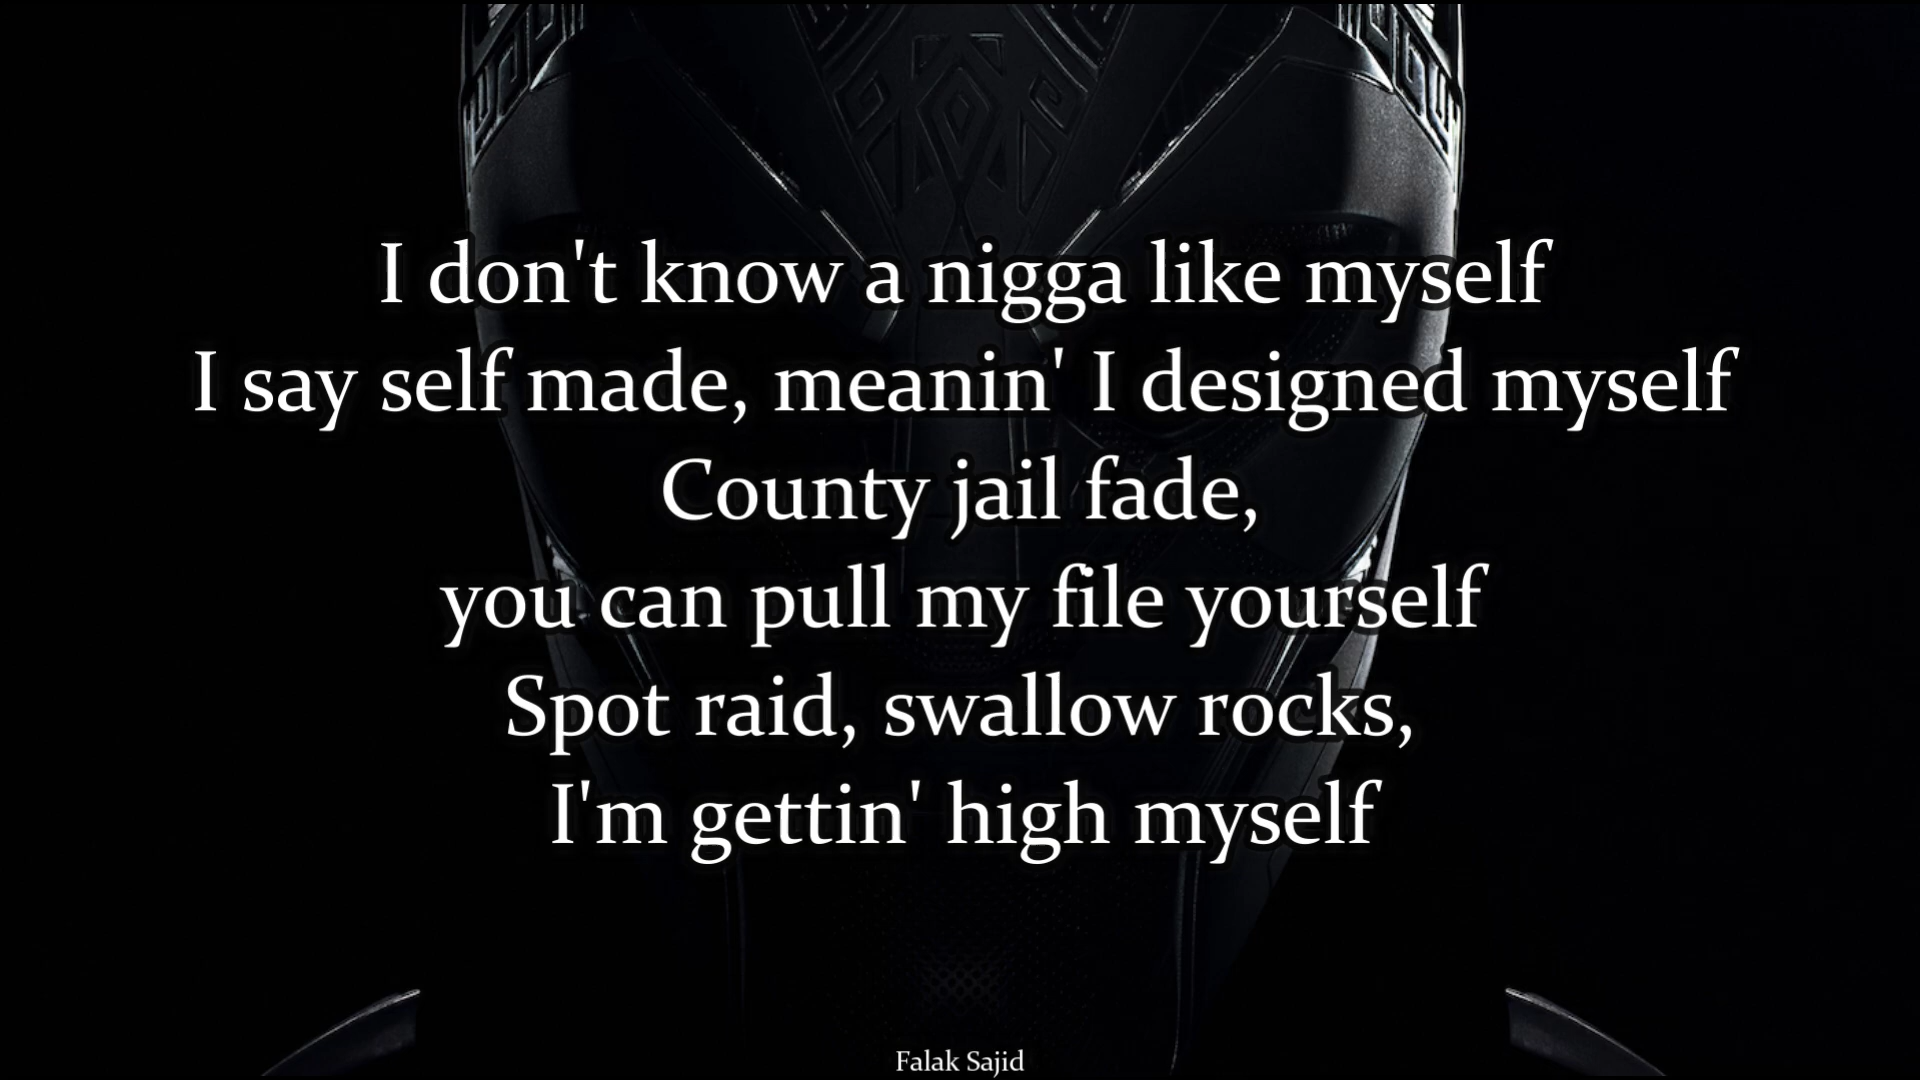 I don't know a nigga like myself
I say self made, meanin' I designed myself
County jail fade,
you can pull my file yourself
Spot raid, swallow rocks,
I'm gettin' high myself
Falak Sajid